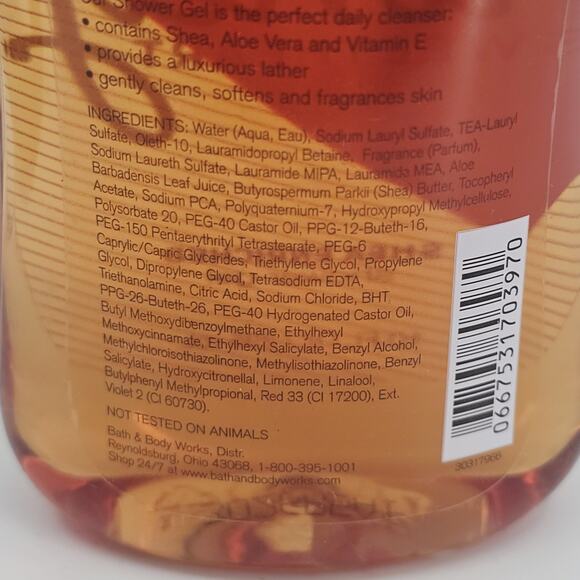 Shower Gel is the perfect daily cleanser:
• contains Shea, Aloe Vera and Vitamin E
• provides a luxurious lather
• gently cleans, softens and fragrances skin
INGREDIENTS: Water (Aqua, Eau), Sodium Lauryl Sulfate, TEA-Lauryl
Sulfate, Oleth-10, Lauramidopropyl Betaine, Fragrance (Parfum),
Sodium Laureth Sulfate, Lauramide MIPA, Lauramide MEA, Aloe
Barbadensis Leaf Juice, Butyrospermum Parkii (Shea) Butter, Tocopheryl
Acetate, Sodium PCA, Polyquaternium-7, Hydroxypropyl Methylcellulose,
Polysorbate 20, PEG-40 Castor Oil, PPG-12-Buteth-16,
PEG-150 Pentaerythrityl Tetrastearate, PEG-6
Caprylic/Capric Glycerides, Triethylene Glycol, Propylene
Glycol, Dipropylene Glycol, Tetrasodium EDTA,
Triethanolamine, Citric Acid, Sodium Chloride, BHT
PPG-26-Buteth-26, PEG-40 Hydrogenated Castor Oil,
Butyl Methoxydibenzoylmethane, Ethylhexyl
Methoxycinnamate, Ethylhexyl Salicylate, Benzyl Alcohol,
Methylchloroisothiazolinone, Methylisothiazolinone, Benzyl
Salicylate, Hydroxycitronellal, Limonene, Linalool,
Butylphenyl Methylpropional, Red 33 (CI 17200), Ext.
Violet 2 (CI 60730).
NOT TESTED ON ANIMALS
Bath & Body Works, Distr.
Reynoldsburg, Ohio 43068, 1-800-395-1001
Shop 24/7 at www.bathandbodyworks.com
0667531703970
30317966